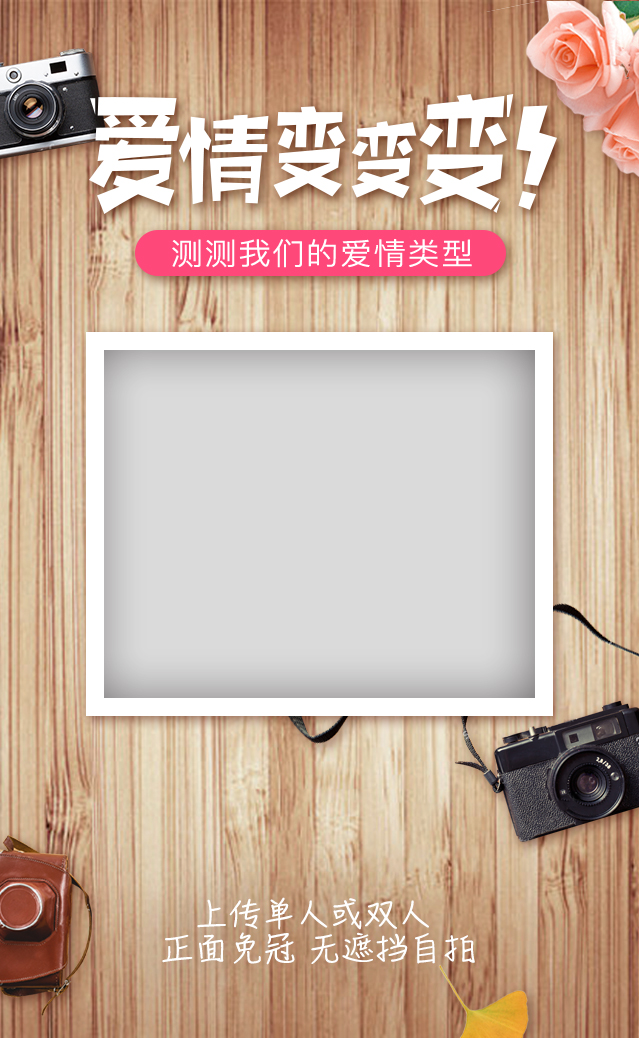 爱情变变变!
测测我们的爱情类型
上传单人或双人
正面免冠 无遮挡自拍